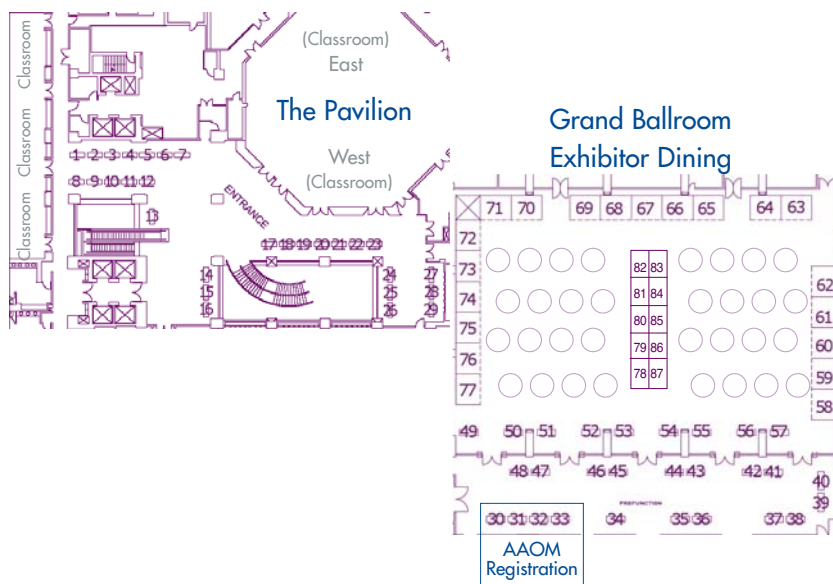 Classroom
Classroom
Classroom
(Classroom)
East
The Pavilion
West
(Classroom)
ENTRANCE
1 2 3 4 5 6 7
8 9 10 11 12
13
17 18 19 20 21 22 23
14
15
16
24
25
26
27
28
29
Grand Ballroom
Exhibitor Dining
71 70 69 68 67 66 65 64 63
72
73
74
75
76
77
82 83
81 84
80 85
79 86
78 87
62
61
60
59
58
49 50 51 52 53 54 55 56 57
48 47 46 45 44 43 42 41
40
39
PREFUNCTION
30 31 32 33 34 35 36 37 38
AAOM
Registration